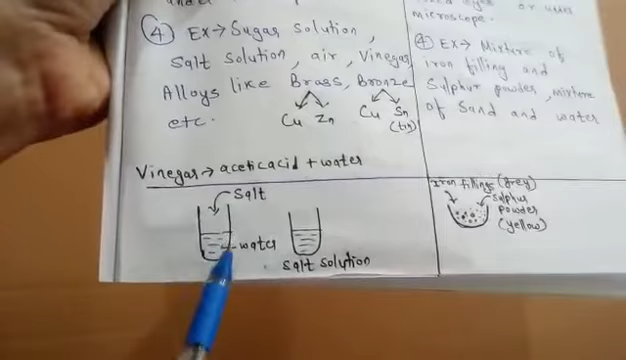 ④ Ex→ Sugar solution,
Salt solution, air, Vinegar,
Alloys like Brass, Bronze
etc.
Cu Zn
Cu Sn
(tin)
Vinegar→ aceticacid + water
Salt
water
Salt solution
microscope.
④ Ex→ Mixture of
iron filling and
Sulphur powder, mixture
of Sand and water
iron fillings (grey)
Sulphur
powder
(yellow)